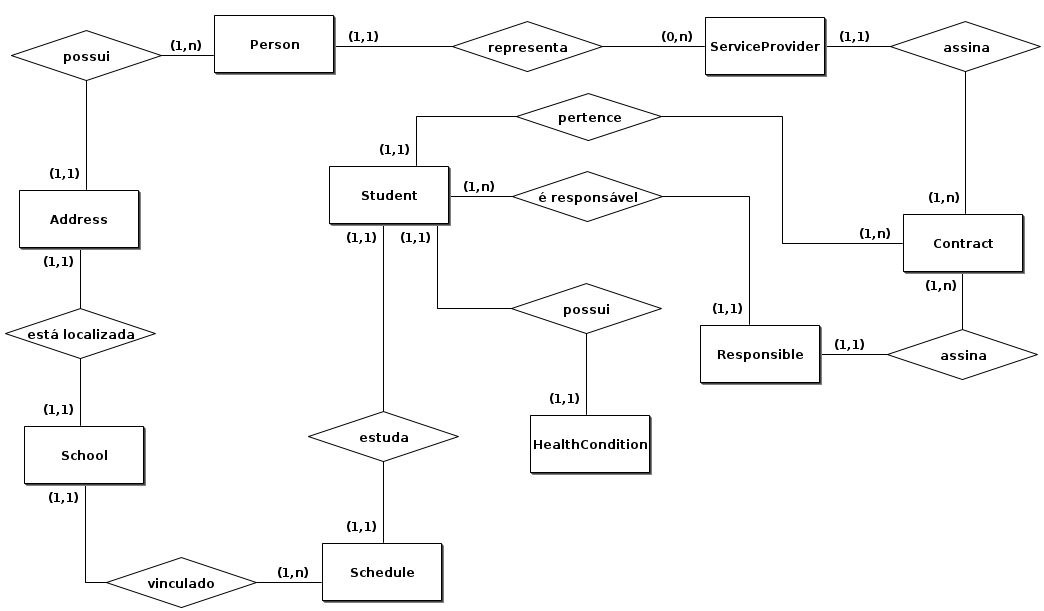 possui
(1,n)
Person
(1,1)
representa
(0,n)
ServiceProvider
(1,1)
assina
pertence
(1,1)
(1,1)
Student
(1,n)
é responsável
(1,n)
Address
(1,1)
(1,1)
(1,1)
(1,n)
Contract
(1,n)
está localizada
possui
(1,1)
Responsible
(1,1)
assina
(1,1)
(1,1)
School
estuda
HealthCondition
(1,1)
(1,1)
vinculado
(1,n)
Schedule